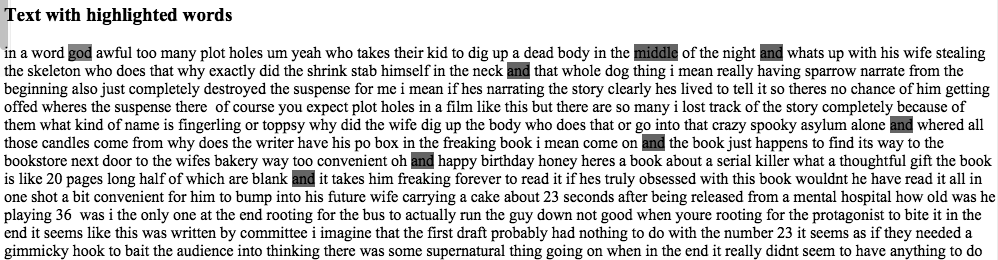 Text with highlighted words
in a word god awful too many plot holes um yeah who takes their kid to dig up a dead body in the middle of the night and whats up with his wife stealing
the skeleton who does that why exactly did the shrink stab himself in the neck and that whole dog thing i mean really having sparrow narrate from the
beginning also just completely destroyed the suspense for me i mean if hes narrating the story clearly hes lived to tell it so theres no chance of him getting
offed wheres the suspense there  of course you expect plot holes in a film like this but there are so many i lost track of the story completely because of
them what kind of name is fingerling or toppsy why did the wife dig up the body who does that or go into that crazy spooky asylum alone and whered all
those candles come from why does the writer have his po box in the freaking book i mean come on and the book just happens to find its way to the
bookstore next door to the wifes bakery way too convenient oh and happy birthday honey heres a book about a serial killer what a thoughtful gift the book
is like 20 pages long half of which are blank and it takes him freaking forever to read it if hes truly obsessed with this book wouldnt he have read it all in
one shot a bit convenient for him to bump into his future wife carrying a cake about 23 seconds after being released from a mental hospital how old was he
playing 36  was i the only one at the end rooting for the bus to actually run the guy down not good when youre rooting for the protagonist to bite it in the
end it seems like this was written by committee i imagine that the first draft probably had nothing to do with the number 23 it seems as if they needed a
gimmicky hook to bait the audience into thinking there was some supernatural thing going on when in the end it really didnt seem to have anything to do